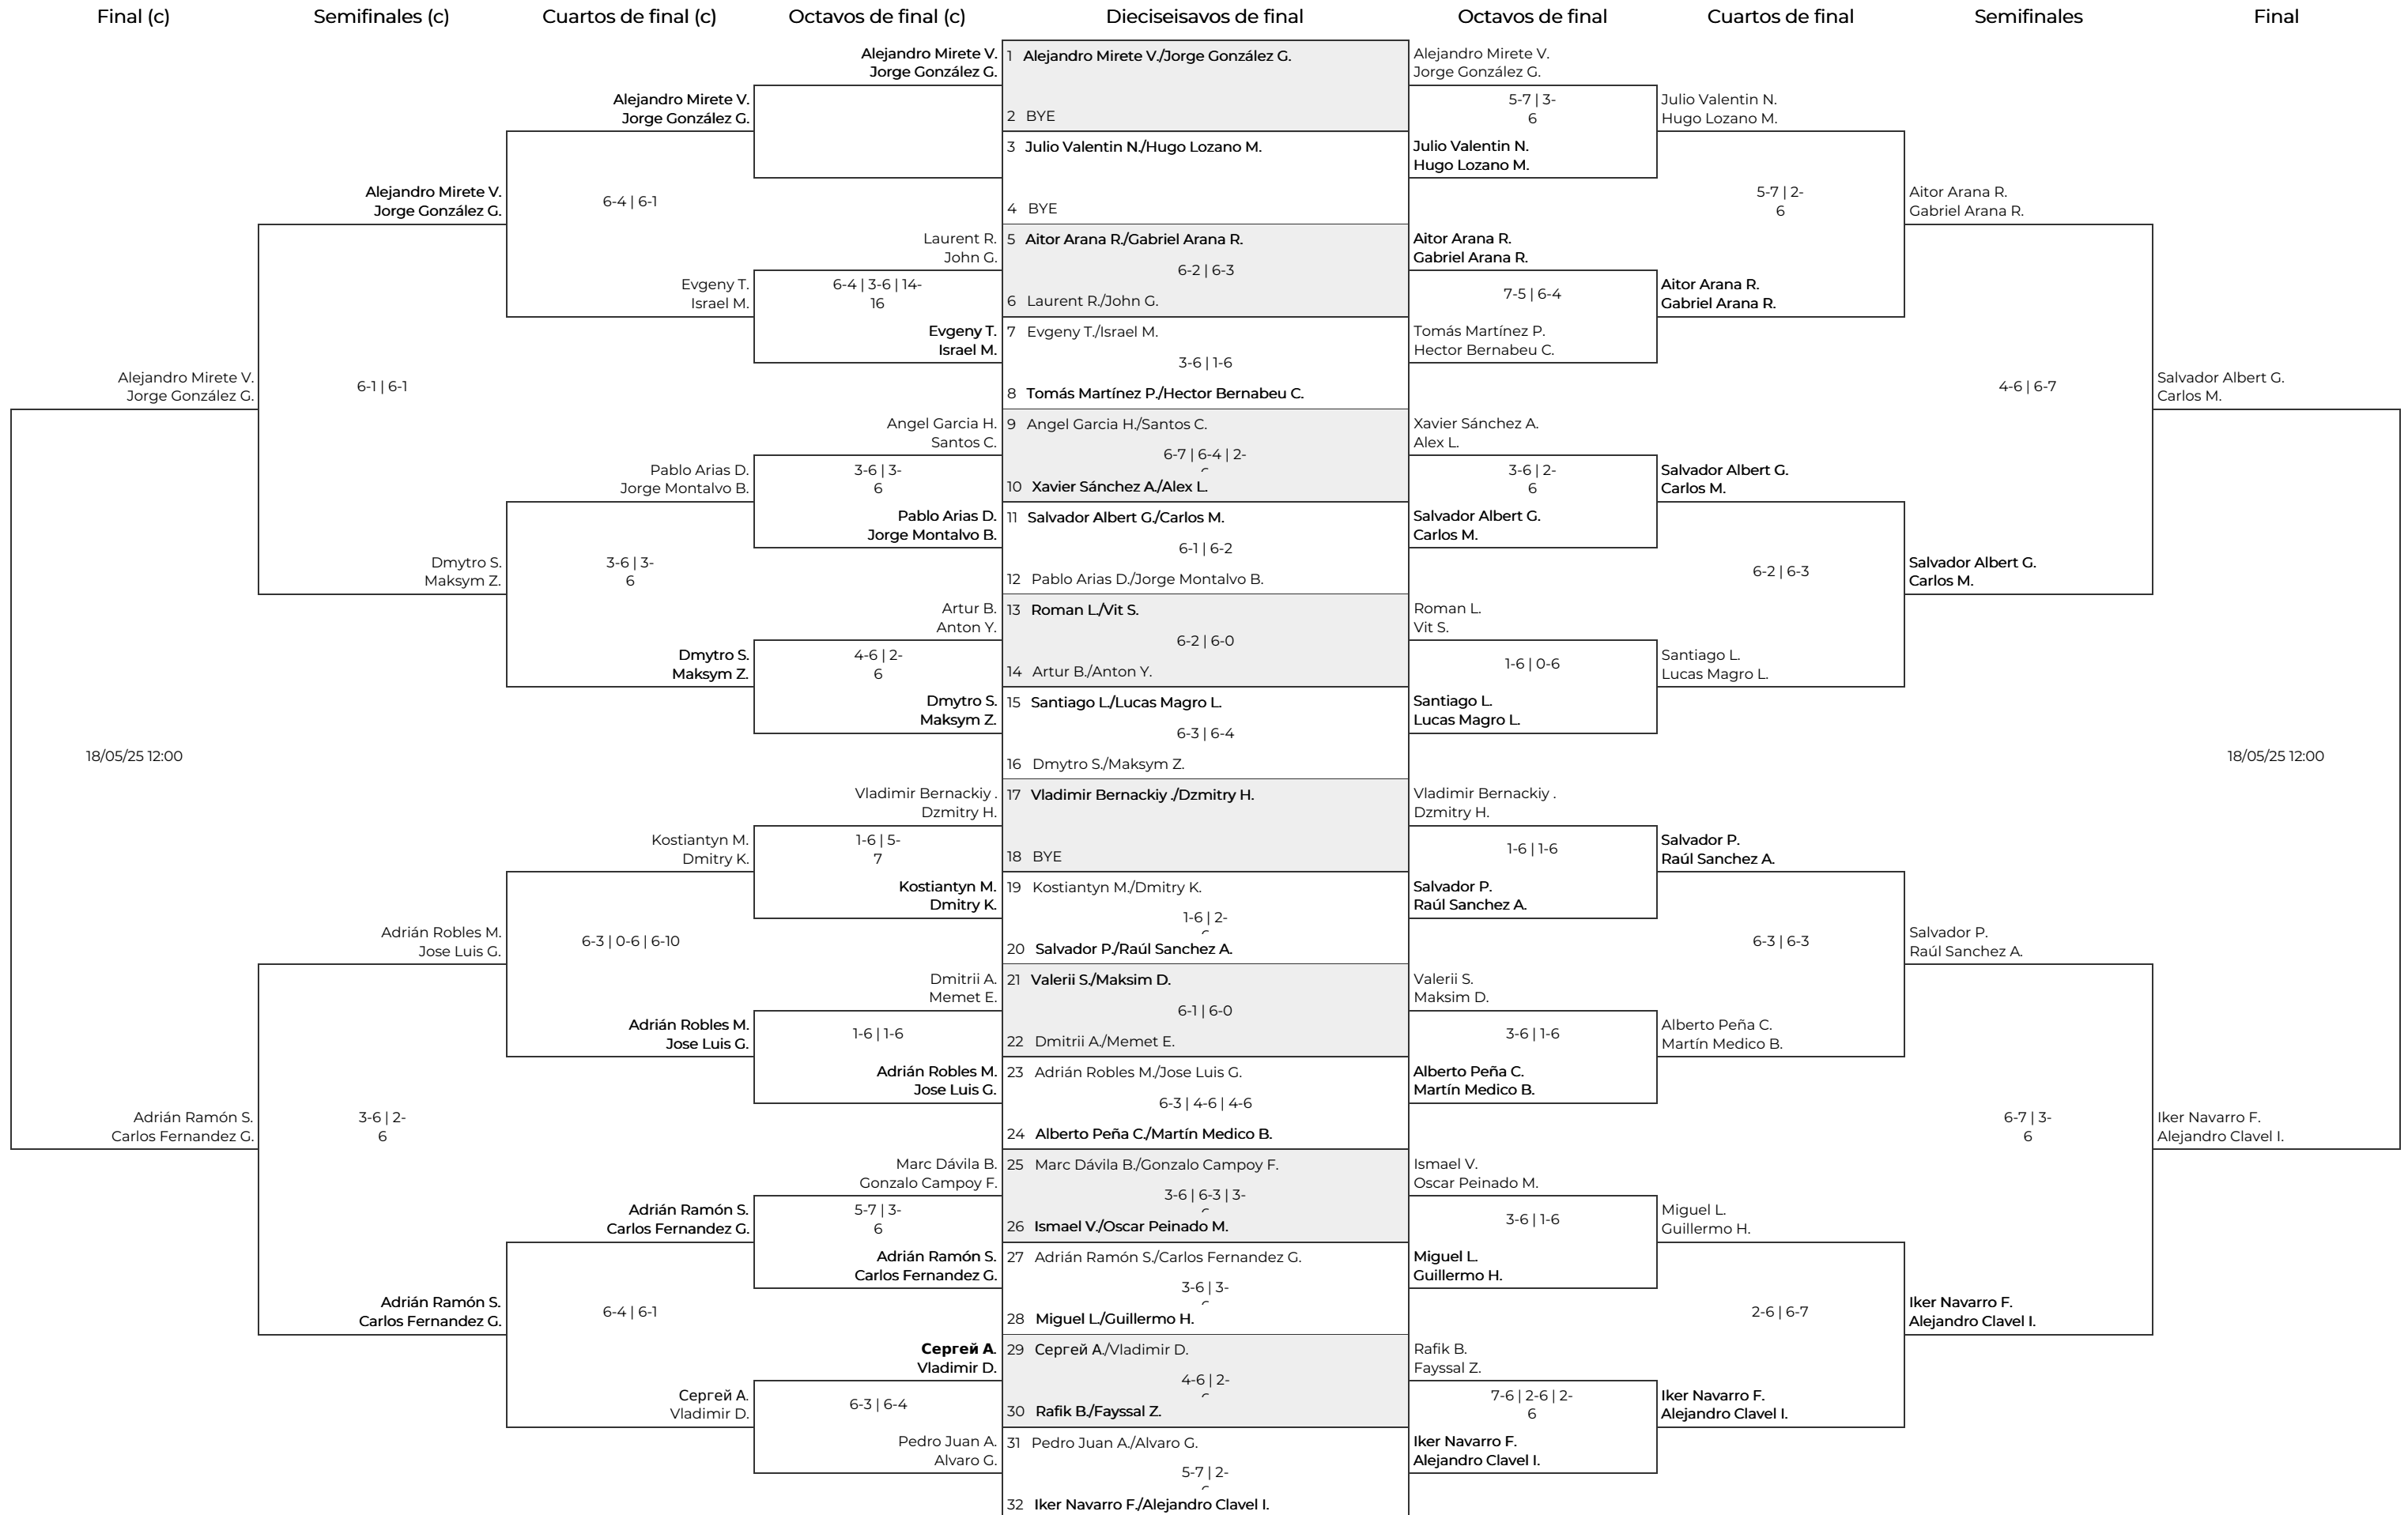 Final (c)
Semifinales (c)
Cuartos de final (c)
Octavos de final (c)
Dieciseisavos de final
Octavos de final
Cuartos de final
Semifinales
Final
Alejandro Mirete V.
Jorge González G.
18/05/25 12:00
Adrián Ramón S.
Carlos Fernandez G.
Alejandro Mirete V.
Jorge González G.
6-1 | 6-1
Dmytro S.
Maksym Z.
Adrián Robles M.
Jose Luis G.
3-6 | 2-
6
Adrián Ramón S.
Carlos Fernandez G.
Alejandro Mirete V.
Jorge González G.
6-4 | 6-1
Evgeny T.
Israel M.
Pablo Arias D.
Jorge Montalvo B.
3-6 | 3-
6
Dmytro S.
Maksym Z.
Kostiantyn M.
Dmitry K.
6-3 | 0-6 | 6-10
Adrián Robles M.
Jose Luis G.
Adrián Ramón S.
Carlos Fernandez G.
6-4 | 6-1
Сергей А.
Vladimir D.
Alejandro Mirete V.
Jorge González G.
Laurent R.
John G.
6-4 | 3-6 | 14-
16
Evgeny T.
Israel M.
Angel Garcia H.
Santos C.
3-6 | 3-
6
Pablo Arias D.
Jorge Montalvo B.
Artur B.
Anton Y.
4-6 | 2-
6
Dmytro S.
Maksym Z.
Vladimir Bernackiy .
Dzmitry H.
1-6 | 5-
7
Kostiantyn M.
Dmitry K.
Dmitrii A.
Memet E.
1-6 | 1-6
Adrián Robles M.
Jose Luis G.
Marc Dávila B.
Gonzalo Campoy F.
5-7 | 3-
6
Adrián Ramón S.
Carlos Fernandez G.
Сергей А.
Vladimir D.
6-3 | 6-4
Pedro Juan A.
Alvaro G.
1 Alejandro Mirete V./Jorge González G.
2 BYE
3 Julio Valentin N./Hugo Lozano M.
4 BYE
5 Aitor Arana R./Gabriel Arana R.
6-2 | 6-3
6 Laurent R./John G.
7 Evgeny T./Israel M.
3-6 | 1-6
8 Tomás Martínez P./Hector Bernabeu C.
9 Angel Garcia H./Santos C.
6-7 | 6-4 | 2-
10 Xavier Sánchez A./Alex L.
11 Salvador Albert G./Carlos M.
6-1 | 6-2
12 Pablo Arias D./Jorge Montalvo B.
13 Roman L./Vit S.
6-2 | 6-0
14 Artur B./Anton Y.
15 Santiago L./Lucas Magro L.
6-3 | 6-4
16 Dmytro S./Maksym Z.
17 Vladimir Bernackiy ./Dzmitry H.
18 BYE
19 Kostiantyn M./Dmitry K.
1-6 | 2-
20 Salvador P./Raúl Sanchez A.
21 Valerii S./Maksim D.
6-1 | 6-0
22 Dmitrii A./Memet E.
23 Adrián Robles M./Jose Luis G.
6-3 | 4-6 | 4-6
24 Alberto Peña C./Martín Medico B.
25 Marc Dávila B./Gonzalo Campoy F.
3-6 | 6-3 | 3-
26 Ismael V./Oscar Peinado M.
27 Adrián Ramón S./Carlos Fernandez G.
3-6 | 3-
28 Miguel L./Guillermo H.
29 Сергей А./Vladimir D.
4-6 | 2-
30 Rafik B./Fayssal Z.
31 Pedro Juan A./Alvaro G.
5-7 | 2-
32 Iker Navarro F./Alejandro Clavel I.
Alejandro Mirete V.
Jorge González G.
5-7 | 3-
6
Julio Valentin N.
Hugo Lozano M.
Aitor Arana R.
Gabriel Arana R.
7-5 | 6-4
Tomás Martínez P.
Hector Bernabeu C.
Xavier Sánchez A.
Alex L.
3-6 | 2-
6
Salvador Albert G.
Carlos M.
Roman L.
Vit S.
1-6 | 0-6
Santiago L.
Lucas Magro L.
Vladimir Bernackiy .
Dzmitry H.
1-6 | 1-6
Salvador P.
Raúl Sanchez A.
Valerii S.
Maksim D.
3-6 | 1-6
Alberto Peña C.
Martín Medico B.
Ismael V.
Oscar Peinado M.
3-6 | 1-6
Miguel L.
Guillermo H.
Rafik B.
Fayssal Z.
7-6 | 2-6 | 2-
6
Iker Navarro F.
Alejandro Clavel I.
Julio Valentin N.
Hugo Lozano M.
5-7 | 2-
6
Aitor Arana R.
Gabriel Arana R.
Salvador Albert G.
Carlos M.
6-2 | 6-3
Santiago L.
Lucas Magro L.
Salvador P.
Raúl Sanchez A.
6-3 | 6-3
Alberto Peña C.
Martín Medico B.
Miguel L.
Guillermo H.
2-6 | 6-7
Iker Navarro F.
Alejandro Clavel I.
Aitor Arana R.
Gabriel Arana R.
4-6 | 6-7
Salvador Albert G.
Carlos M.
Salvador P.
Raúl Sanchez A.
6-7 | 3-
6
Iker Navarro F.
Alejandro Clavel I.
Salvador Albert G.
Carlos M.
18/05/25 12:00
Iker Navarro F.
Alejandro Clavel I.